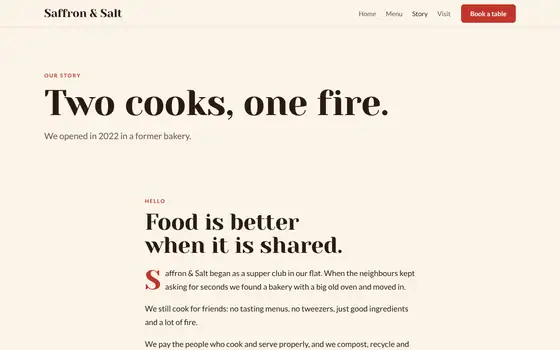 Saffron & Salt
Home Menu Story Visit Book a table
OUR STORY
Two cooks, one fire.
We opened in 2022 in a former bakery.
HELLO
Food is better
when it is shared.
Saffron & Salt began as a supper club in our flat. When the neighbours kept
asking for seconds we found a bakery with a big old oven and moved in.
We still cook for friends: no tasting menus, no tweezers, just good ingredients
and a lot of fire.
We pay the people who cook and serve properly, and we compost, recycle and